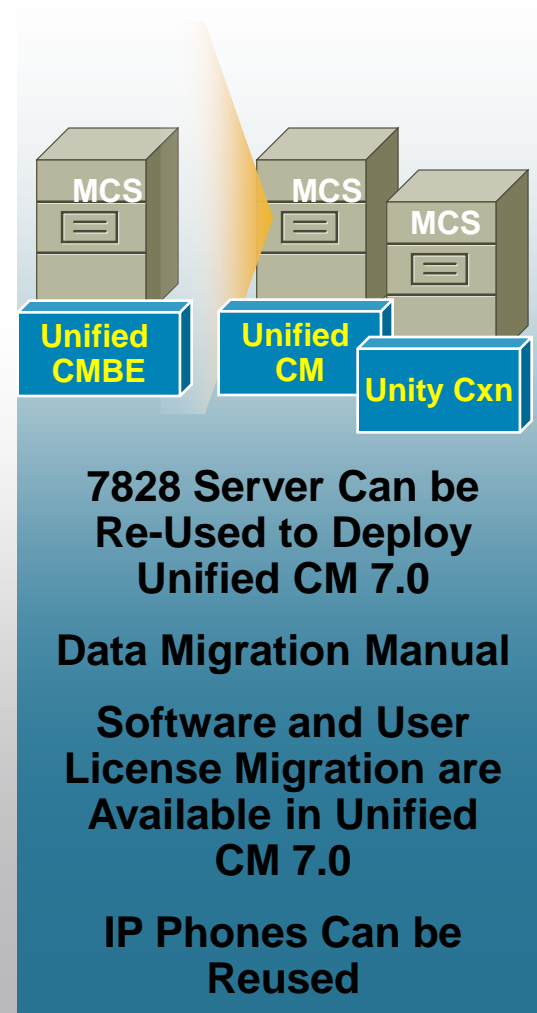 MCS
MCS
MCS
Unified
CMBE
Unified
CM
Unity Cxn
7828 Server Can be
Re-Used to Deploy
Unified CM 7.0
Data Migration Manual
Software and User
License Migration are
Available in Unified
CM 7.0
IP Phones Can be
Reused